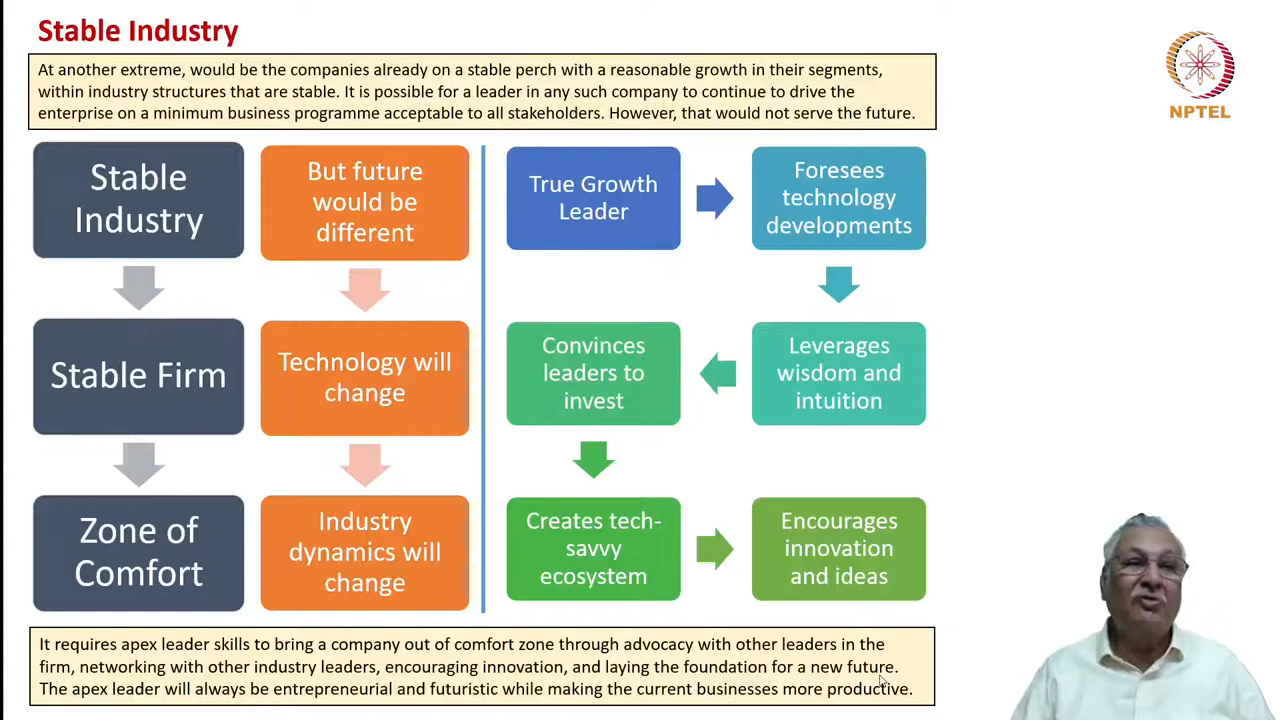 Stable Industry
At another extreme, would be the companies already on a stable perch with a reasonable growth in their segments,
within industry structures that are stable. It is possible for a leader in any such company to continue to drive the
enterprise on a minimum business programme acceptable to all stakeholders. However, that would not serve the future.
NPTEL
Stable
Industry
Stable Firm
Zone of
Comfort
But future
would be
different
Technology will
change
Industry
dynamics will
change
True Growth
Leader
Foresees
technology
developments
Leverages
wisdom and
intuition
Convinces
leaders to
invest
Creates tech-
savvy
ecosystem
Encourages
innovation
and ideas
It requires apex leader skills to bring a company out of comfort zone through advocacy with other leaders in the
firm, networking with other industry leaders, encouraging innovation, and laying the foundation for a new future.
The apex leader will always be entrepreneurial and futuristic while making the current businesses more productive.